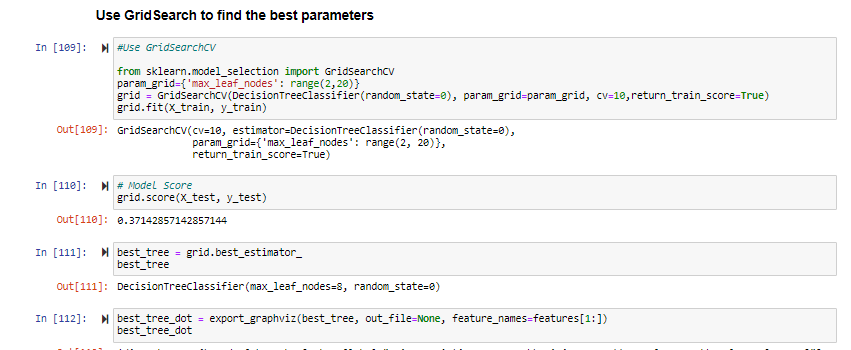 Use GridSearch to find the best parameters
In [109]:
#Use GridSearchCV
from sklearn.model_selection import GridSearchCV
param_grid={'max_leaf_nodes': range(2,20)}
grid = GridSearchCV(DecisionTreeClassifier(random_state=0), param_grid=param_grid, cv=10,return_train_score=True)
grid.fit(X_train, y_train)
Out[109]: GridSearchCV(cv=10, estimator=DecisionTreeClassifier(random_state=0),
param_grid={'max_leaf_nodes': range(2, 20)},
return_train_score=True)
In [110]:
# Model Score
grid.score(X_test, y_test)
Out[110]: 0.37142857142857144
In [111]:
best_tree = grid.best_estimator_
best_tree
Out[111]: DecisionTreeClassifier(max_leaf_nodes=8, random_state=0)
In [112]:
best_tree_dot = export_graphviz(best_tree, out_file=None, feature_names=features[1:])
best_tree_dot